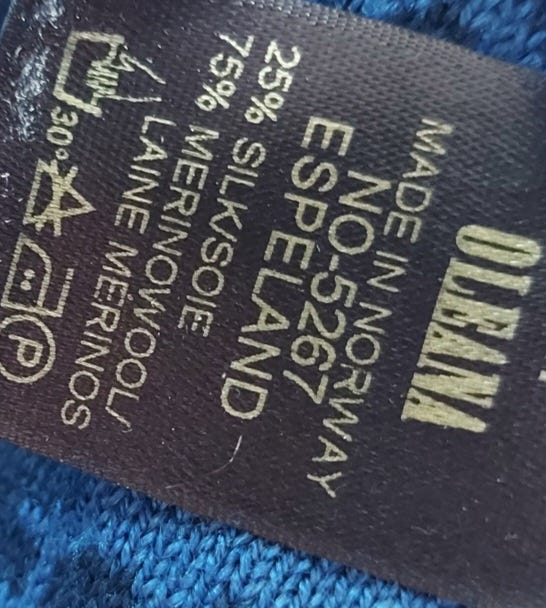 OLEANA
MADE IN NORWAY
NO-5267
ESPELAND
25% SILK/SOIE
75% MERINOWOOL/
LAINE MÉRINOS
30°
P